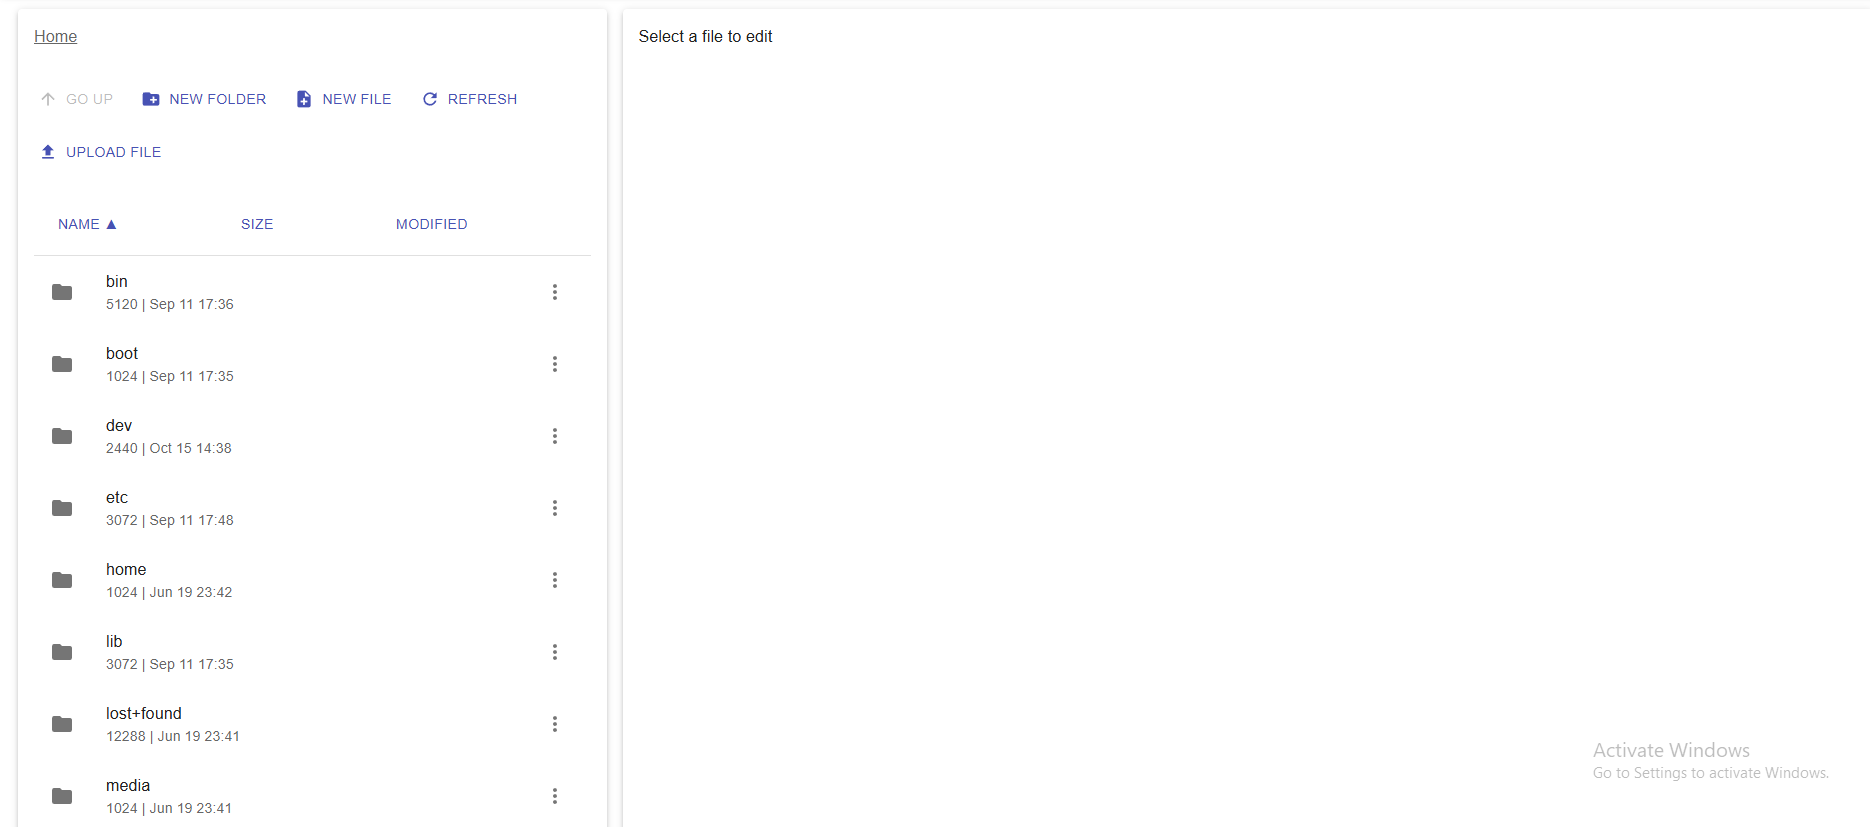 Home
Select a file to edit
GO UP NEW FOLDER NEW FILE REFRESH
UPLOAD FILE
NAME ▲ SIZE MODIFIED
bin
5120 | Sep 11 17:36
boot
1024 | Sep 11 17:35
dev
2440 | Oct 15 14:38
etc
3072 | Sep 11 17:48
home
1024 | Jun 19 23:42
lib
3072 | Sep 11 17:35
lost+found
12288 | Jun 19 23:41
media
1024 | Jun 19 23:41
Activate Windows
Go to Settings to activate Windows.